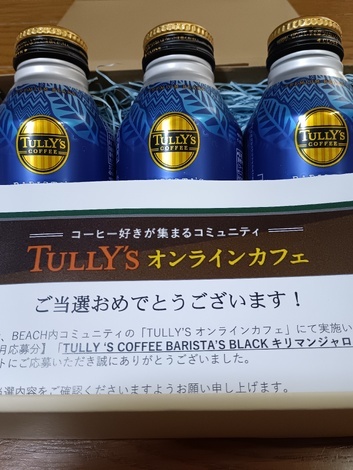 TULLY'S
COFFEE
TULLY'S
COFFEE
TULLY'S
COFFEE
コーヒー好きが集まるコミュニティ
TULLY'S オンラインカフェ
ご当選おめでとうございます！
、BEACH内コミュニティの「TULLY'S オンラインカフェ」にて実施い
月応募分】「TULLY 'S COFFEE BARISTA'S BLACK キリマンジャロ
トにご応募いただき誠にありがとうございました。
当選内容をご確認くださいますようお願い申し上げます。